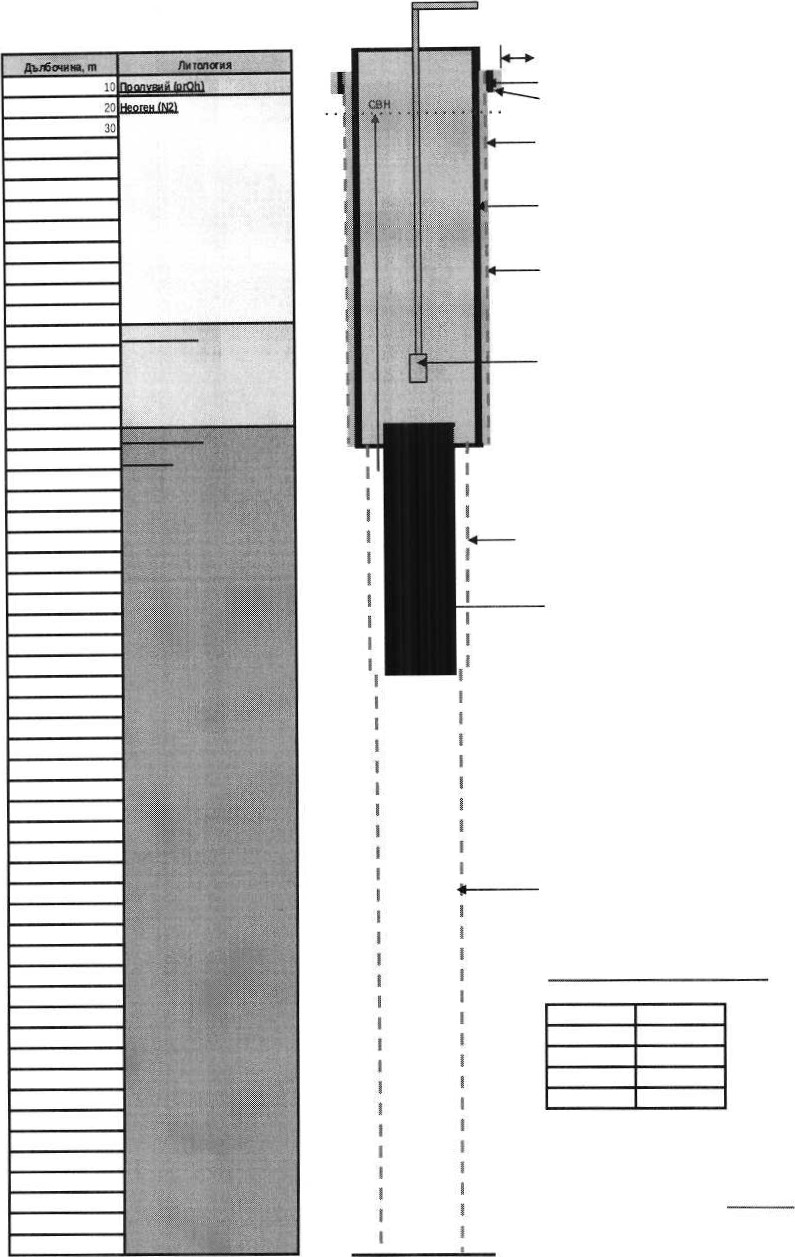 Дълбочина, m Литология
10 Пролувий (prQh)
20 Неоген (N2)
30
СВН